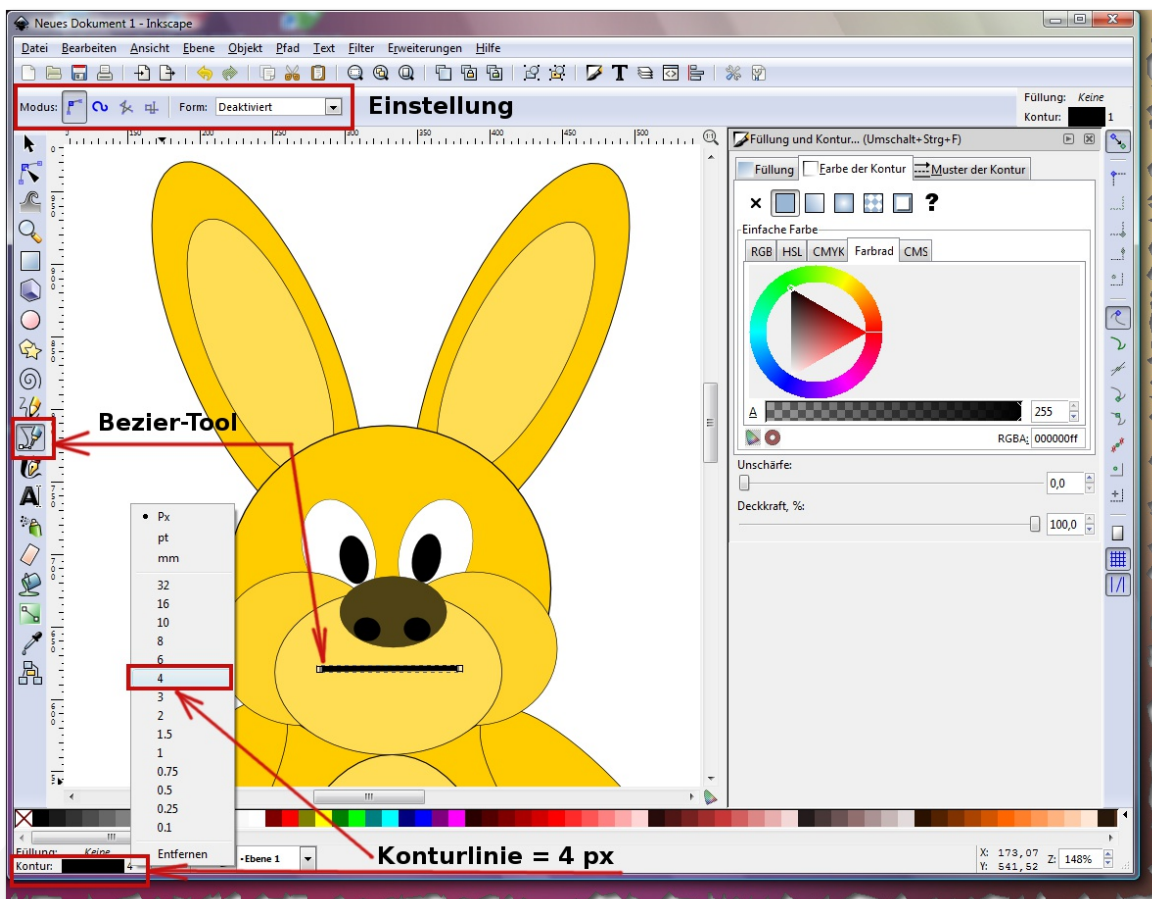 Neues Dokument 1 - Inkscape
Datei Bearbeiten Ansicht Ebene Objekt Pfad Text Filter Erweiterungen Hilfe
Modus: Form: Deaktiviert
Einstellung
Füllung: Keine
Kontur: 1
Füllung und Kontur... (Umschalt+Strg+F)
Füllung Farbe der Kontur Muster der Kontur
?
Einfache Farbe
RGB HSL CMYK Farbrad CMS
A 255
RGBA: 000000ff
Unschärfe:
0,0
Deckkraft, %:
100,0
Bezier-Tool
Px
pt
mm
32
16
10
8
6
4
3
2
1.5
1
0.75
0.5
0.25
0.1
Entfernen
Konturlinie = 4 px
Füllung: Keine
Kontur: 4
-Ebene 1
X: 173,07
Y: 541,52
Z: 148%